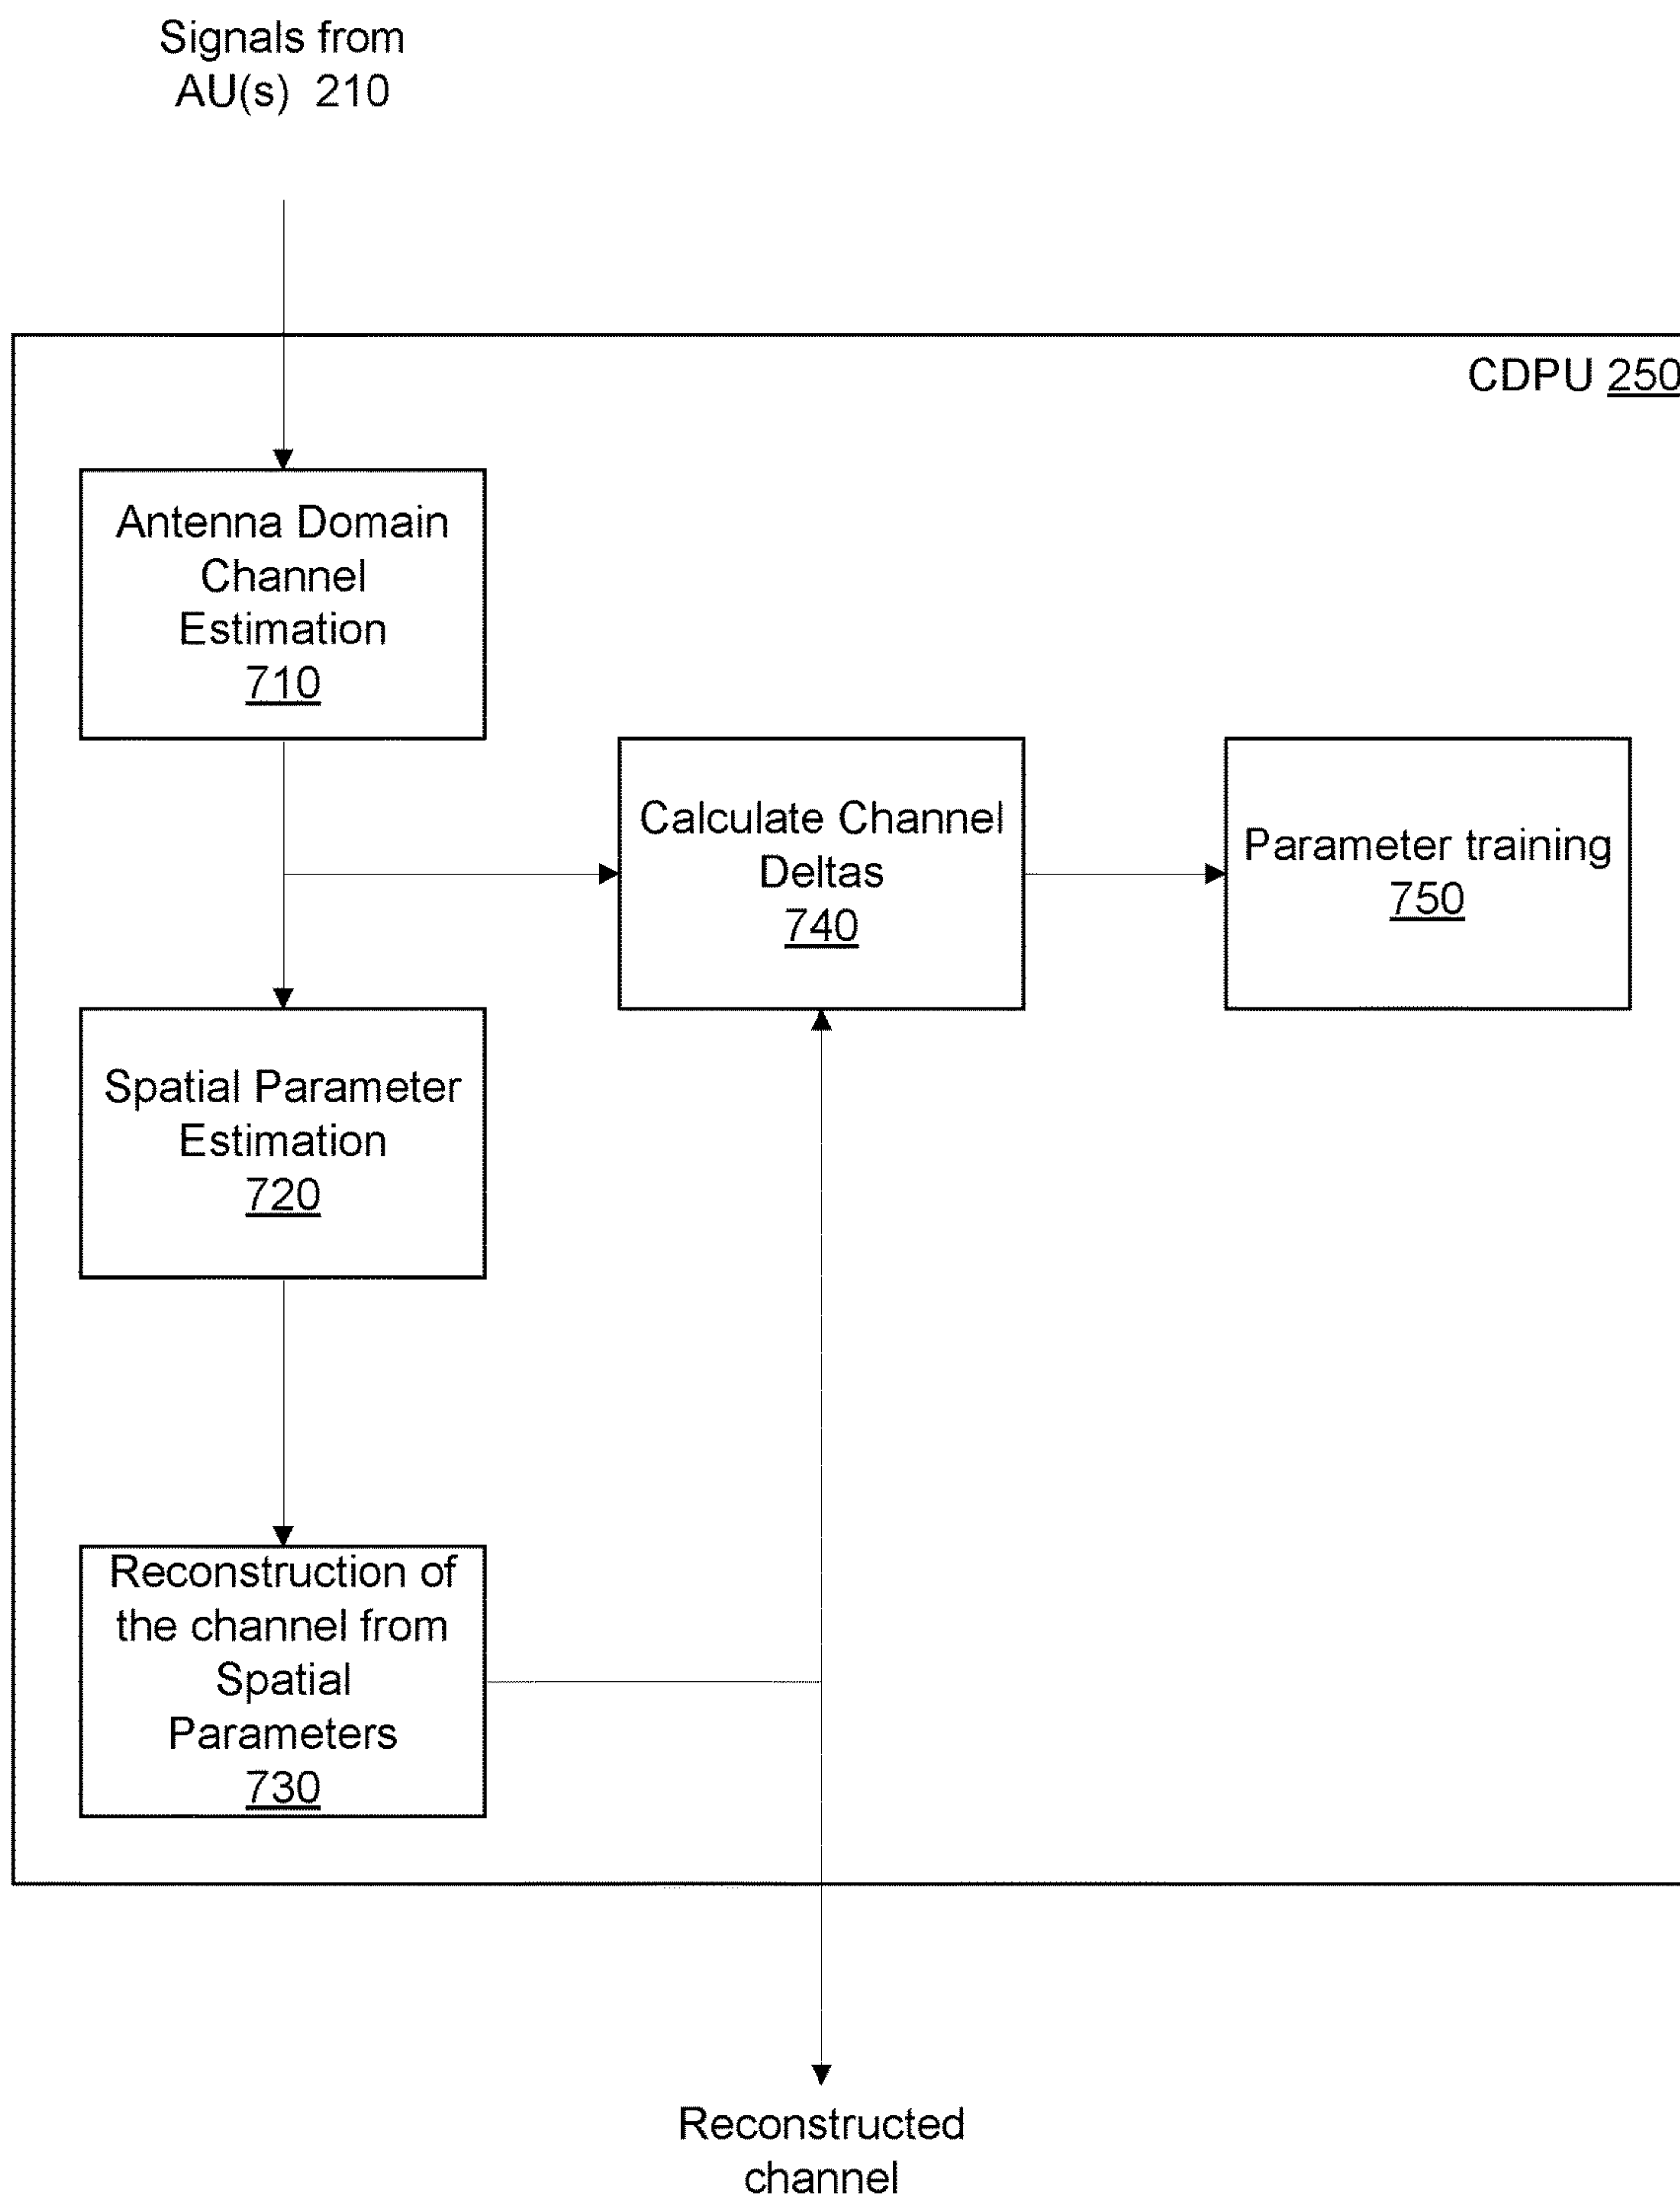 Signals from
AU(s) 210
CDPU 250
Antenna Domain
Channel
Estimation
710
Calculate Channel
Deltas
740
Parameter training
750
Spatial Parameter
Estimation
720
Reconstruction of
the channel from
Spatial
Parameters
730
Reconstructed
channel